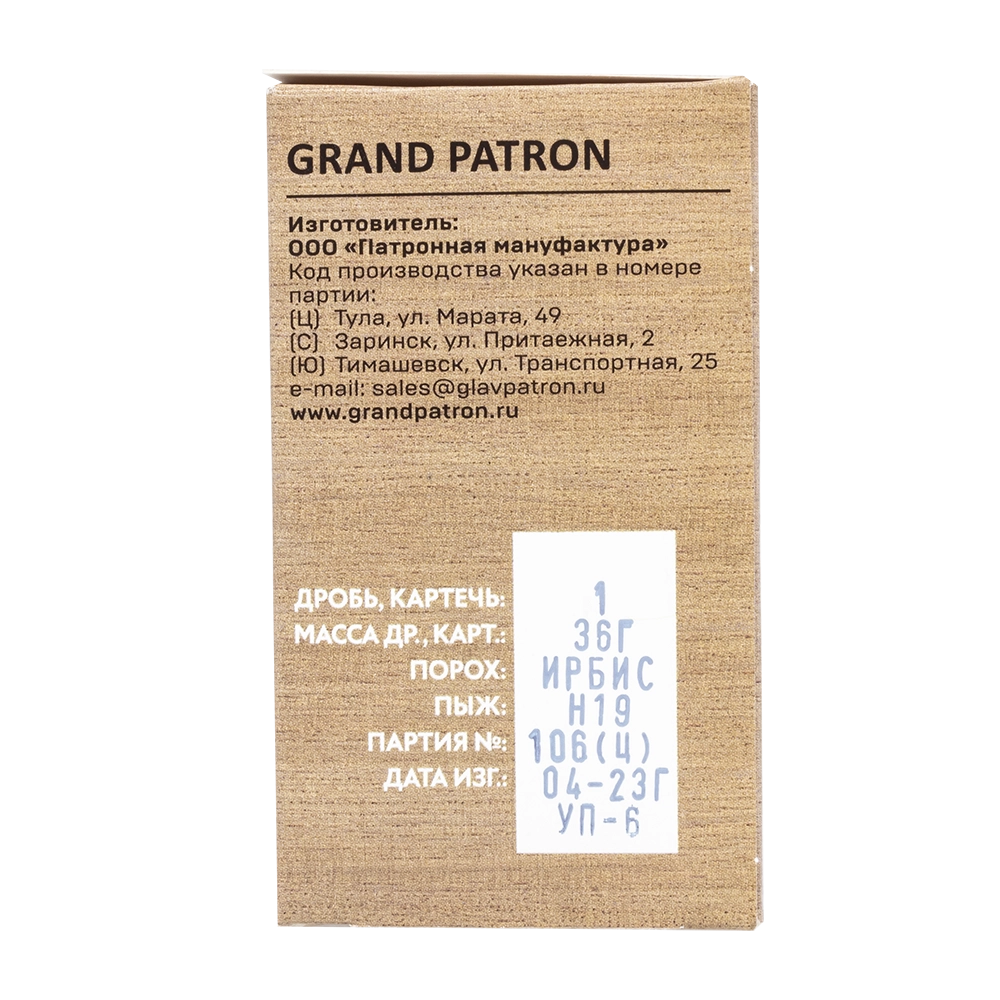 GRAND PATRON
Изготовитель:
ООО «Патронная мануфактура»
Код производства указан в номере
партии:
(Ц) Тула, ул. Марата, 49
(С) Заринск, ул. Притаежная, 2
(Ю) Тимашевск, ул. Транспортная, 25
e-mail: sales@glavpatron.ru
www.grandpatron.ru
ДРОБЬ, КАРТЕЧЬ: 1
МАССА ДР., КАРТ.: 36Г
ПОРОХ: ИРБИС
ПЫЖ: Н19
ПАРТИЯ №: 106(Ц)
ДАТА ИЗГ.: 04-23Г
УП-6